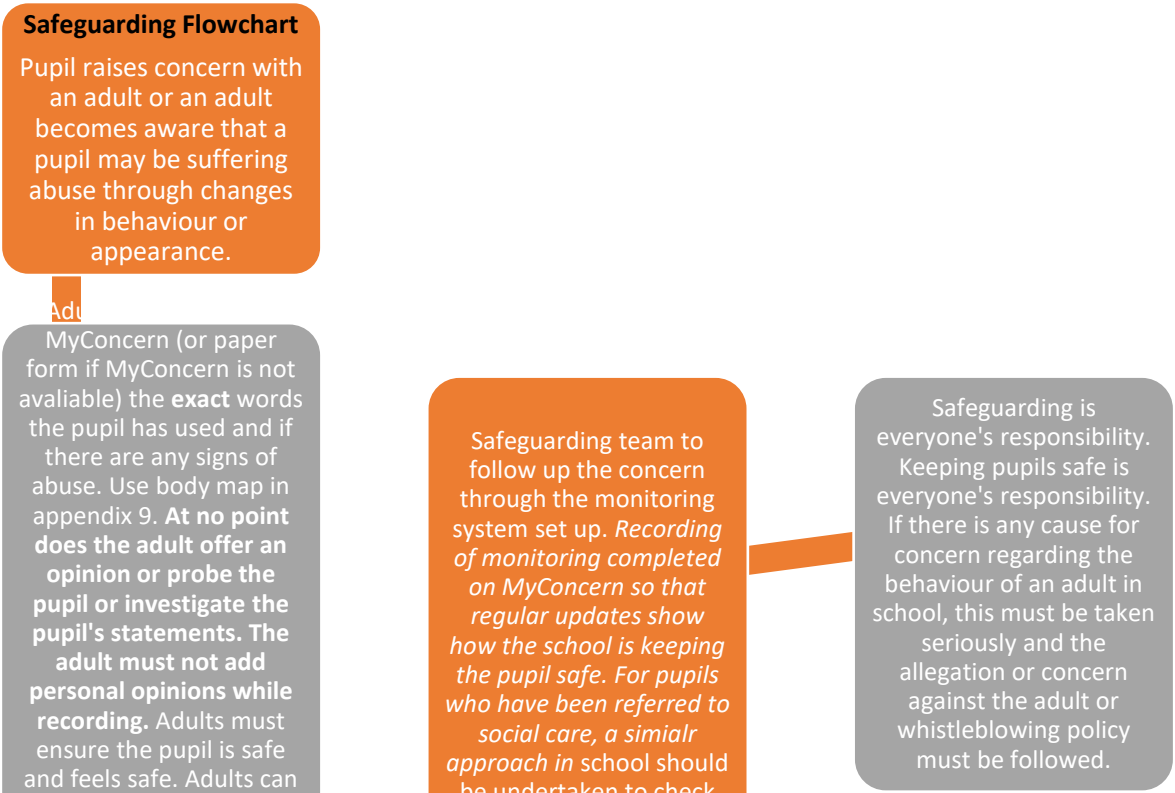 Safeguarding Flowchart
Pupil raises concern with
an adult or an adult
becomes aware that a
pupil may be suffering
abuse through changes
in behaviour or
appearance.
MyConcern (or paper
form if MyConcern is not
avaliable) the exact words
the pupil has used and if
there are any signs of
abuse. Use body map in
appendix 9. At no point
does the adult offer an
opinion or probe the
pupil or investigate the
pupil's statements. The
adult must not add
personal opinions while
recording. Adults must
ensure the pupil is safe
and feels safe. Adults can
Safeguarding team to
follow up the concern
through the monitoring
system set up. Recording
of monitoring completed
on MyConcern so that
regular updates show
how the school is keeping
the pupil safe. For pupils
who have been referred to
social care, a simialr
approach in school should
be undertaken to check
Safeguarding is
everyone's responsibility.
Keeping pupils safe is
everyone's responsibility.
If there is any cause for
concern regarding the
behaviour of an adult in
school, this must be taken
seriously and the
allegation or concern
against the adult or
whistleblowing policy
must be followed.